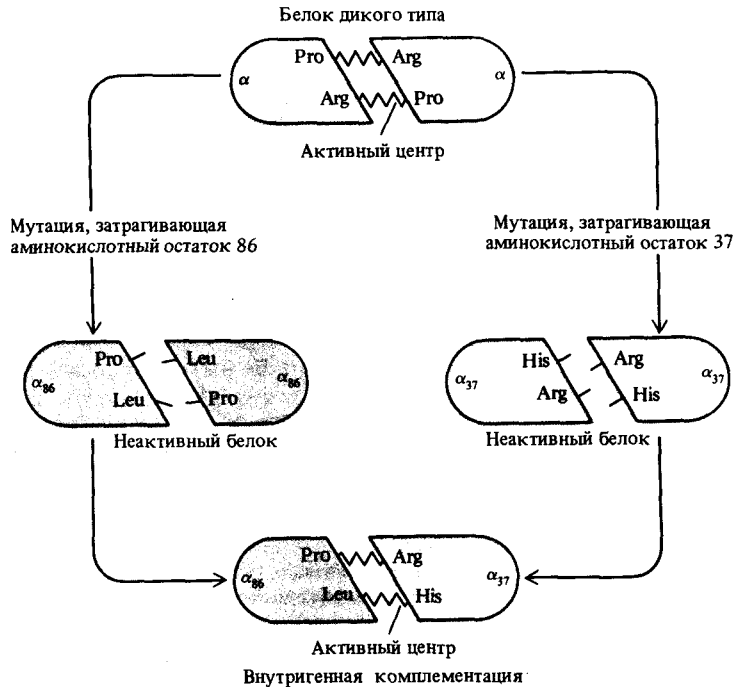 Белок дикого типа
Pro Arg
α α
Arg Pro
Активный центр
Мутация, затрагивающая
аминокислотный остаток 86
Мутация, затрагивающая
аминокислотный остаток 37
Pro Leu
α86 α86
Leu Pro
Неактивный белок
His Arg
α37 α37
Arg His
Неактивный белок
Pro Arg
α86 α37
Leu His
Активный центр
Внутригенная комплементация